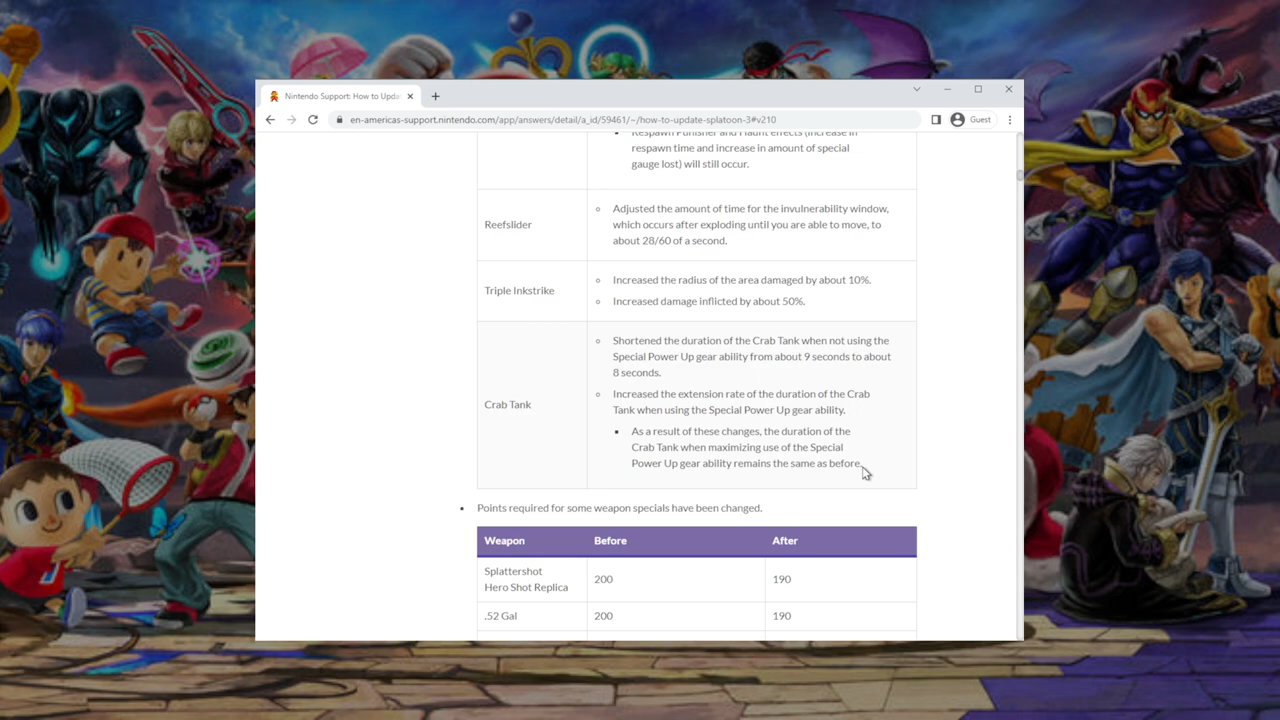 Nintendo Support: How to Upda
en-americas-support.nintendo.com/app/answers/detail/a_id/59461/~/how-to-update-splatoon-3#v210
Guest
Respawn Punisher and Haunt effects (increase in
respawn time and increase in amount of special
gauge lost) will still occur.
Reefslider
Adjusted the amount of time for the invulnerability window,
which occurs after exploding until you are able to move, to
about 28/60 of a second.
Triple Inkstrike
Increased the radius of the area damaged by about 10%.
Increased damage inflicted by about 50%.
Crab Tank
Shortened the duration of the Crab Tank when not using the
Special Power Up gear ability from about 9 seconds to about
8 seconds.
Increased the extension rate of the duration of the Crab
Tank when using the Special Power Up gear ability.
As a result of these changes, the duration of the
Crab Tank when maximizing use of the Special
Power Up gear ability remains the same as before.
Points required for some weapon specials have been changed.
Weapon Before After
Splattershot
Hero Shot Replica
200 190
.52 Gal 200 190